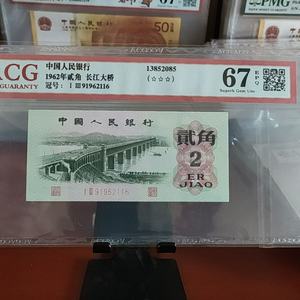 ACG
GUARANTY
中国人民银行
1962年贰角 长江大桥
冠号: I III 91962116
13852085
(☆☆☆)
67 EPQ
Superb Gem Unc
中國人民銀行
貳角
2
ER
JIAO
I III 91962116
50
PMG